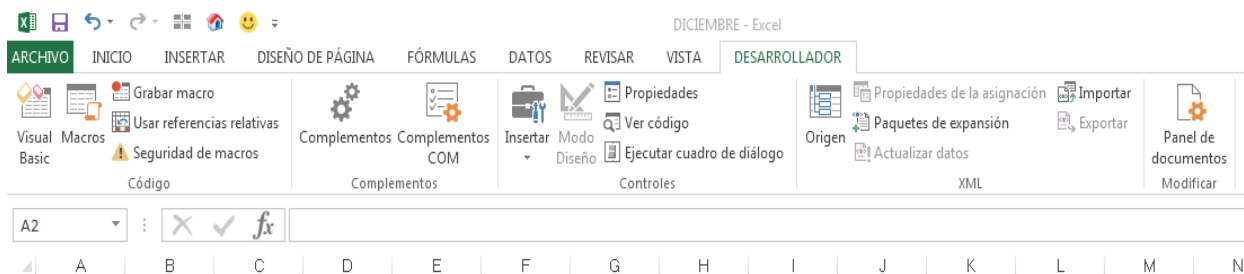 DICIEMBRE - Excel
ARCHIVO INICIO INSERTAR DISEÑO DE PÁGINA FÓRMULAS DATOS REVISAR VISTA DESARROLLADOR
Visual Basic
Macros
Grabar macro
Usar referencias relativas
Seguridad de macros
Código
Complementos
Complementos COM
Complementos
Insertar
Modo Diseño
Propiedades
Ver código
Ejecutar cuadro de diálogo
Controles
Origen
Propiedades de la asignación
Paquetes de expansión
Actualizar datos
Importar
Exportar
XML
Panel de documentos
Modificar
A2
fx
A B C D E F G H I J K L M N